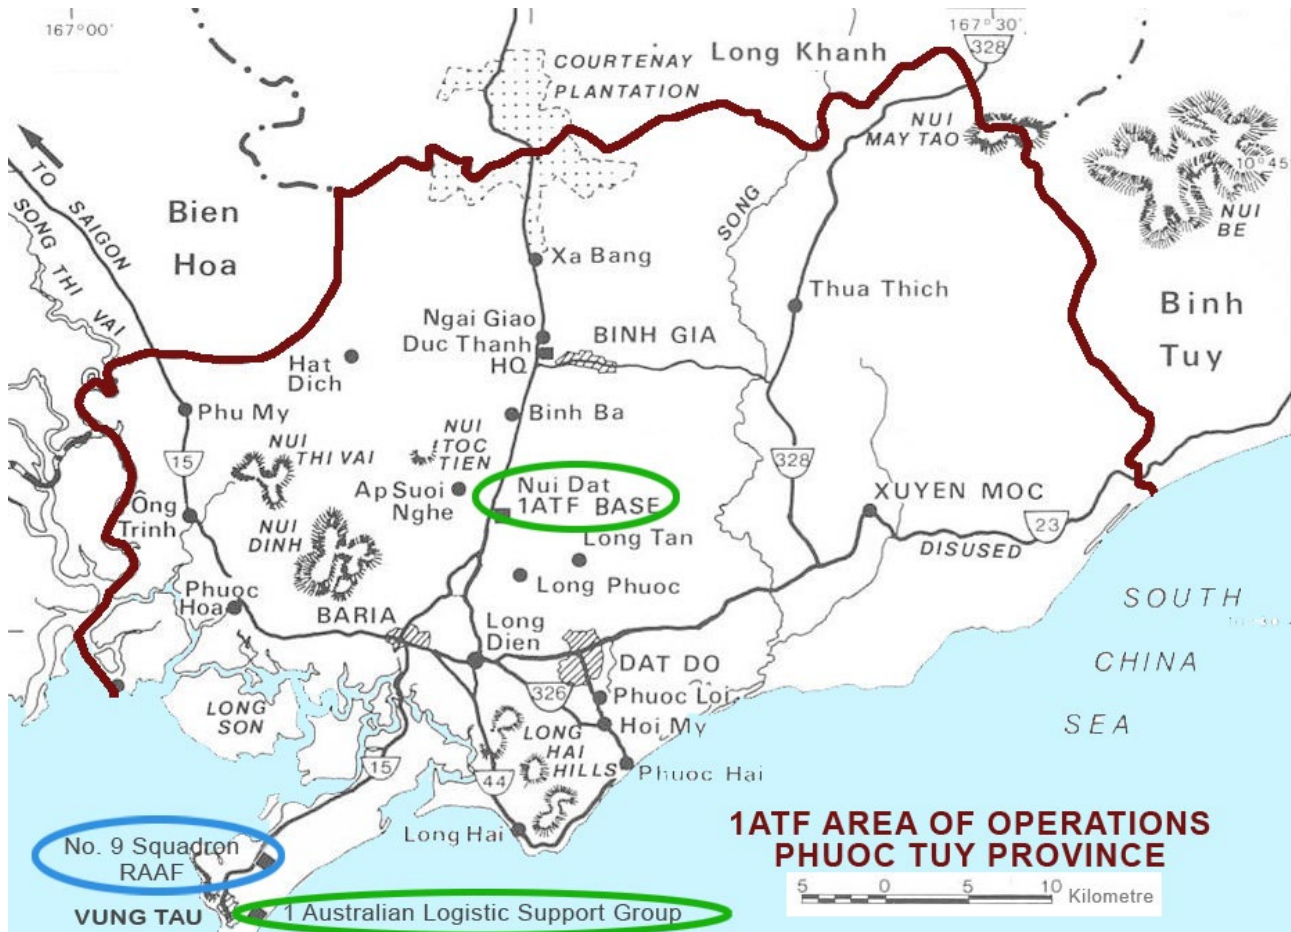 167°00'
167°30'
328
COURTENAY
PLANTATION
Long Khanh
NUI
MAY TAO
10°45
NUI
BE
TO SAIGON
SONG THI VAI
Bien
Hoa
SONG
Xa Bang
Thua Thich
Binh
Tuy
Ngai Giao
Duc Thanh
HQ
BINH GIA
Hat
Dich
Phu My
Binh Ba
NUI
THI VAI
NUI
TOC
TIEN
15
328
Ap Suoi
Nghe
Nui Dat
1ATF BASE
XUYEN MOC
Ông
Trinh
NUI
DINH
23
DISUSED
Long Tan
Long Phuoc
Phuoc
Hoa
BARIA
Long
Dien
DAT DO
SOUTH
CHINA
SEA
326
Phuoc Loi
Hoi My
LONG
SON
LONG
HAI
HILLS
15
44
Phuoc Hai
Long Hai
1ATF AREA OF OPERATIONS
PHUOC TUY PROVINCE
No. 9 Squadron
RAAF
5 0 5 10 Kilometre
VUNG TAU
1 Australian Logistic Support Group